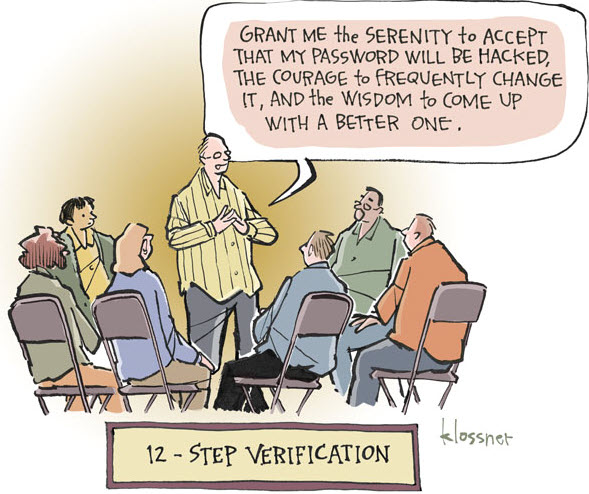 GRANT ME the SERENITY to ACCEPT
THAT MY PASSWORD WILL BE HACKED,
THE COURAGE to FREQUENTLY CHANGE
IT, AND the WISDOM to COME UP
WITH A BETTER ONE.
klossner
12 - STEP VERIFICATION